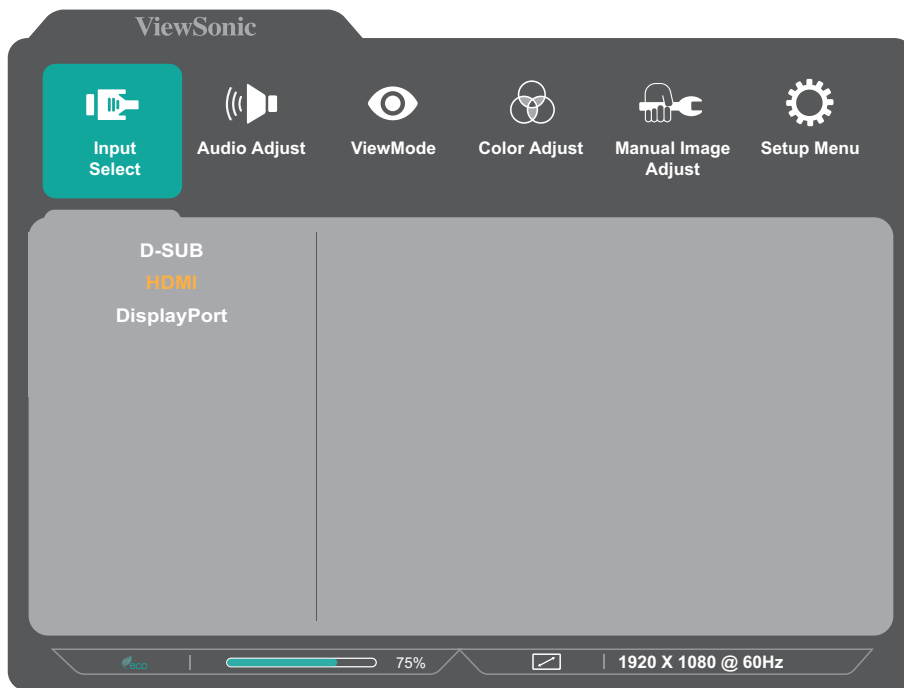 ViewSonic
Input
Select
Audio Adjust
ViewMode
Color Adjust
Manual Image
Adjust
Setup Menu
D-SUB
HDMI
DisplayPort
eco
75%
1920 X 1080 @ 60Hz